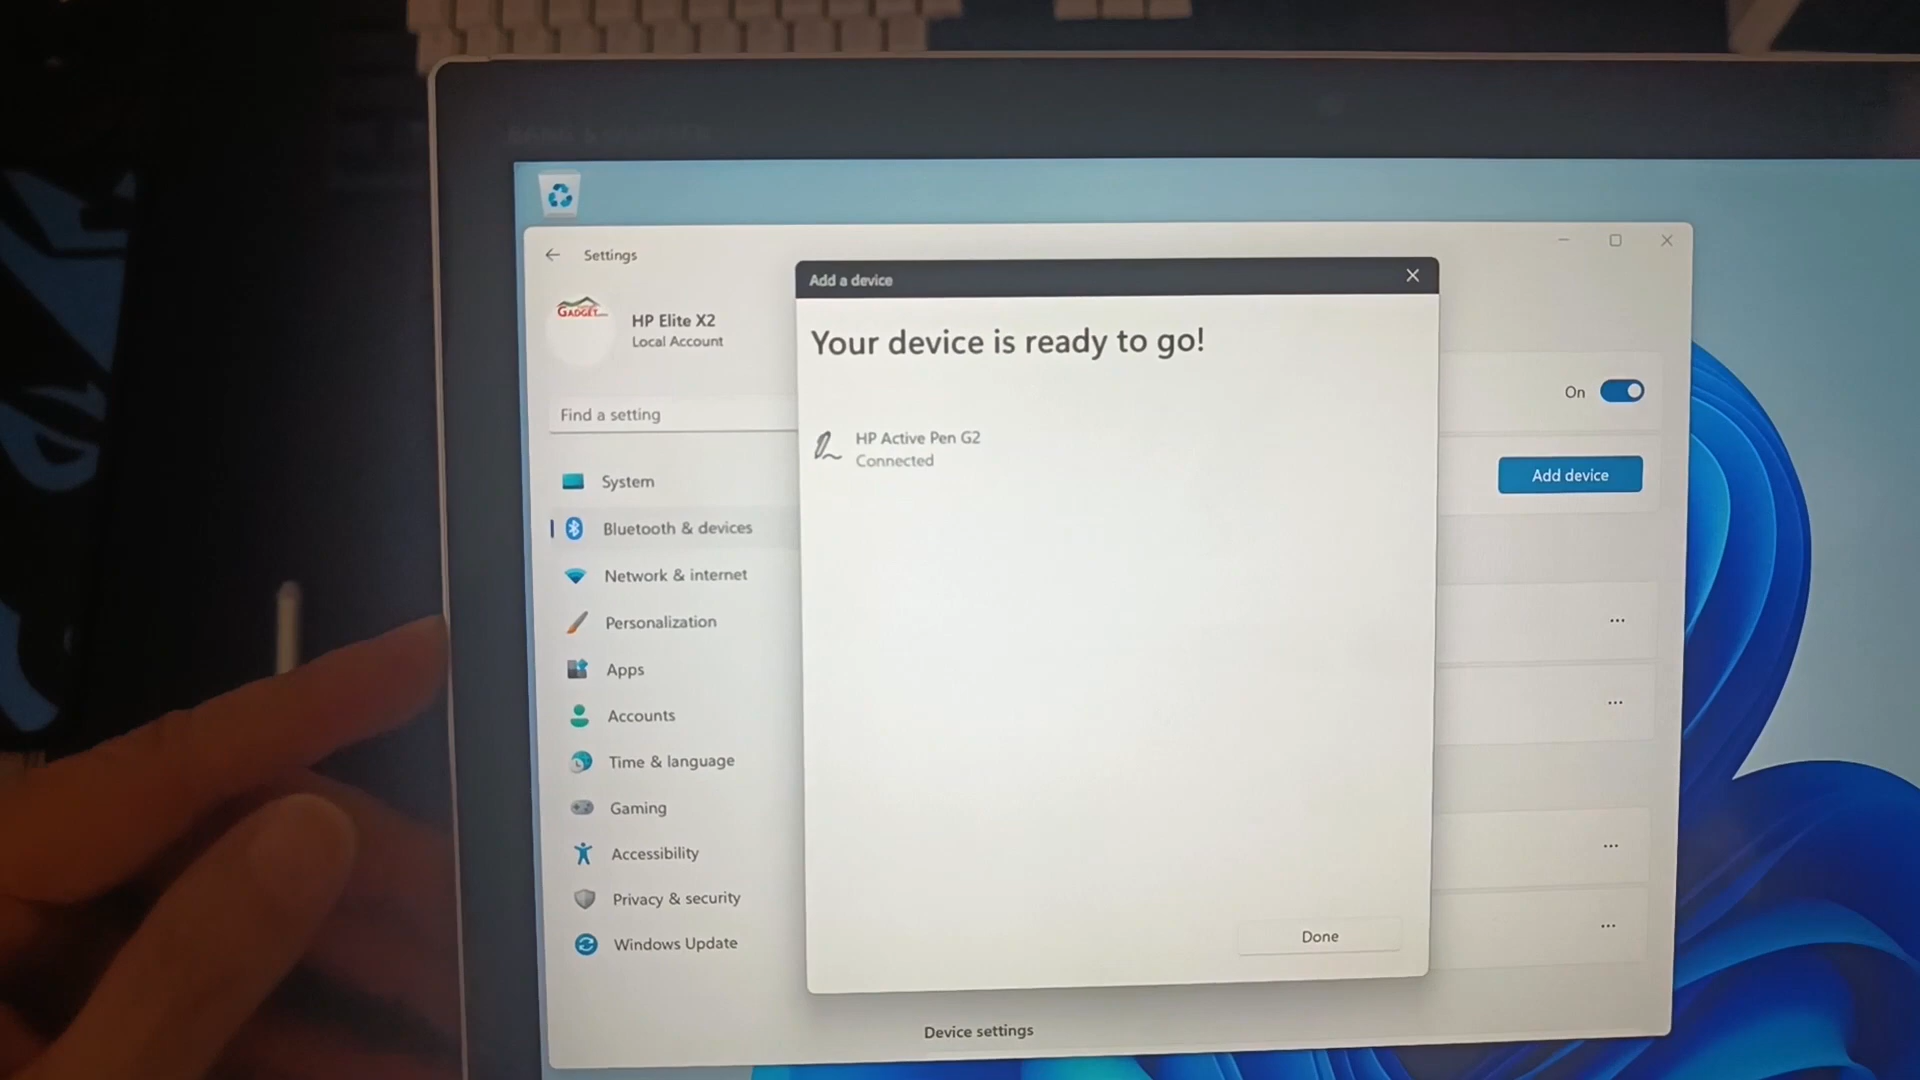 Settings
GADGET
HP Elite X2
Local Account
Find a setting
System
Bluetooth & devices
Network & internet
Personalization
Apps
Accounts
Time & language
Gaming
Accessibility
Privacy & security
Windows Update
Add a device
Your device is ready to go!
HP Active Pen G2
Connected
Done
On
Add device
Device settings